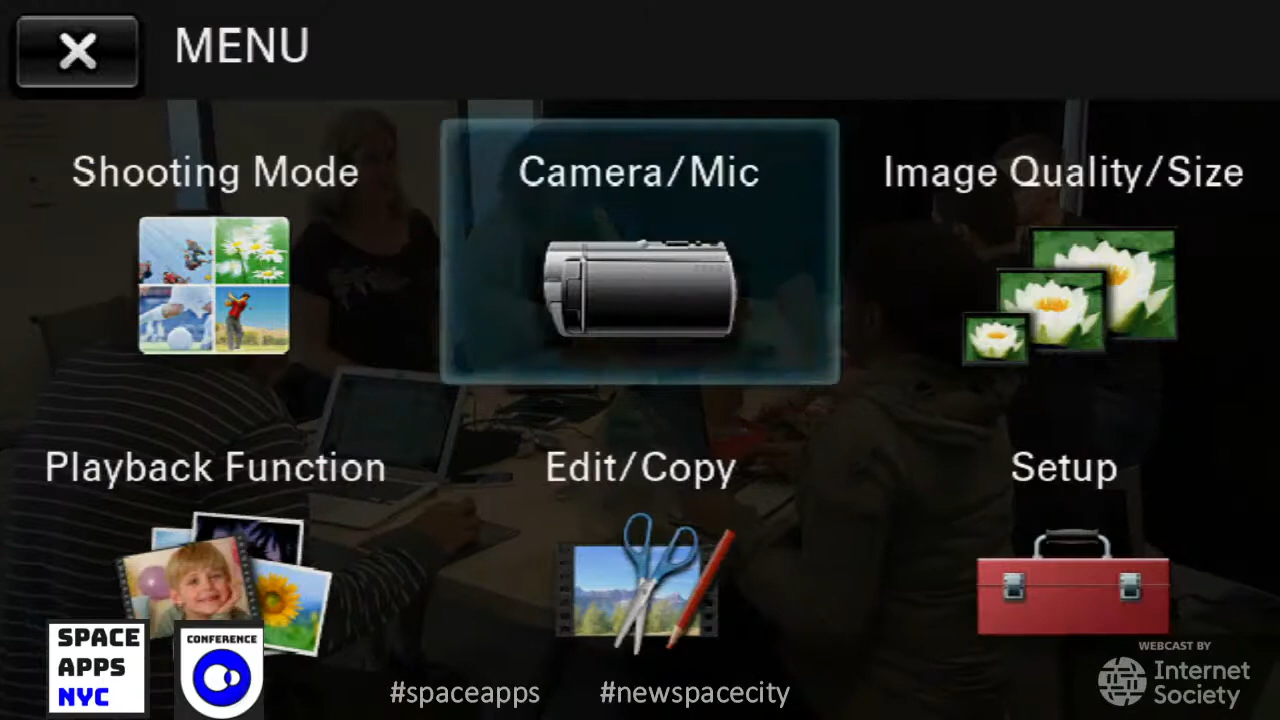 MENU
Shooting Mode
Camera/Mic
Image Quality/Size
Playback Function
Edit/Copy
Setup
SPACE
APPS
NYC
CONFERENCE
#spaceapps
#newspacecity
WEBCAST BY
Internet
Society